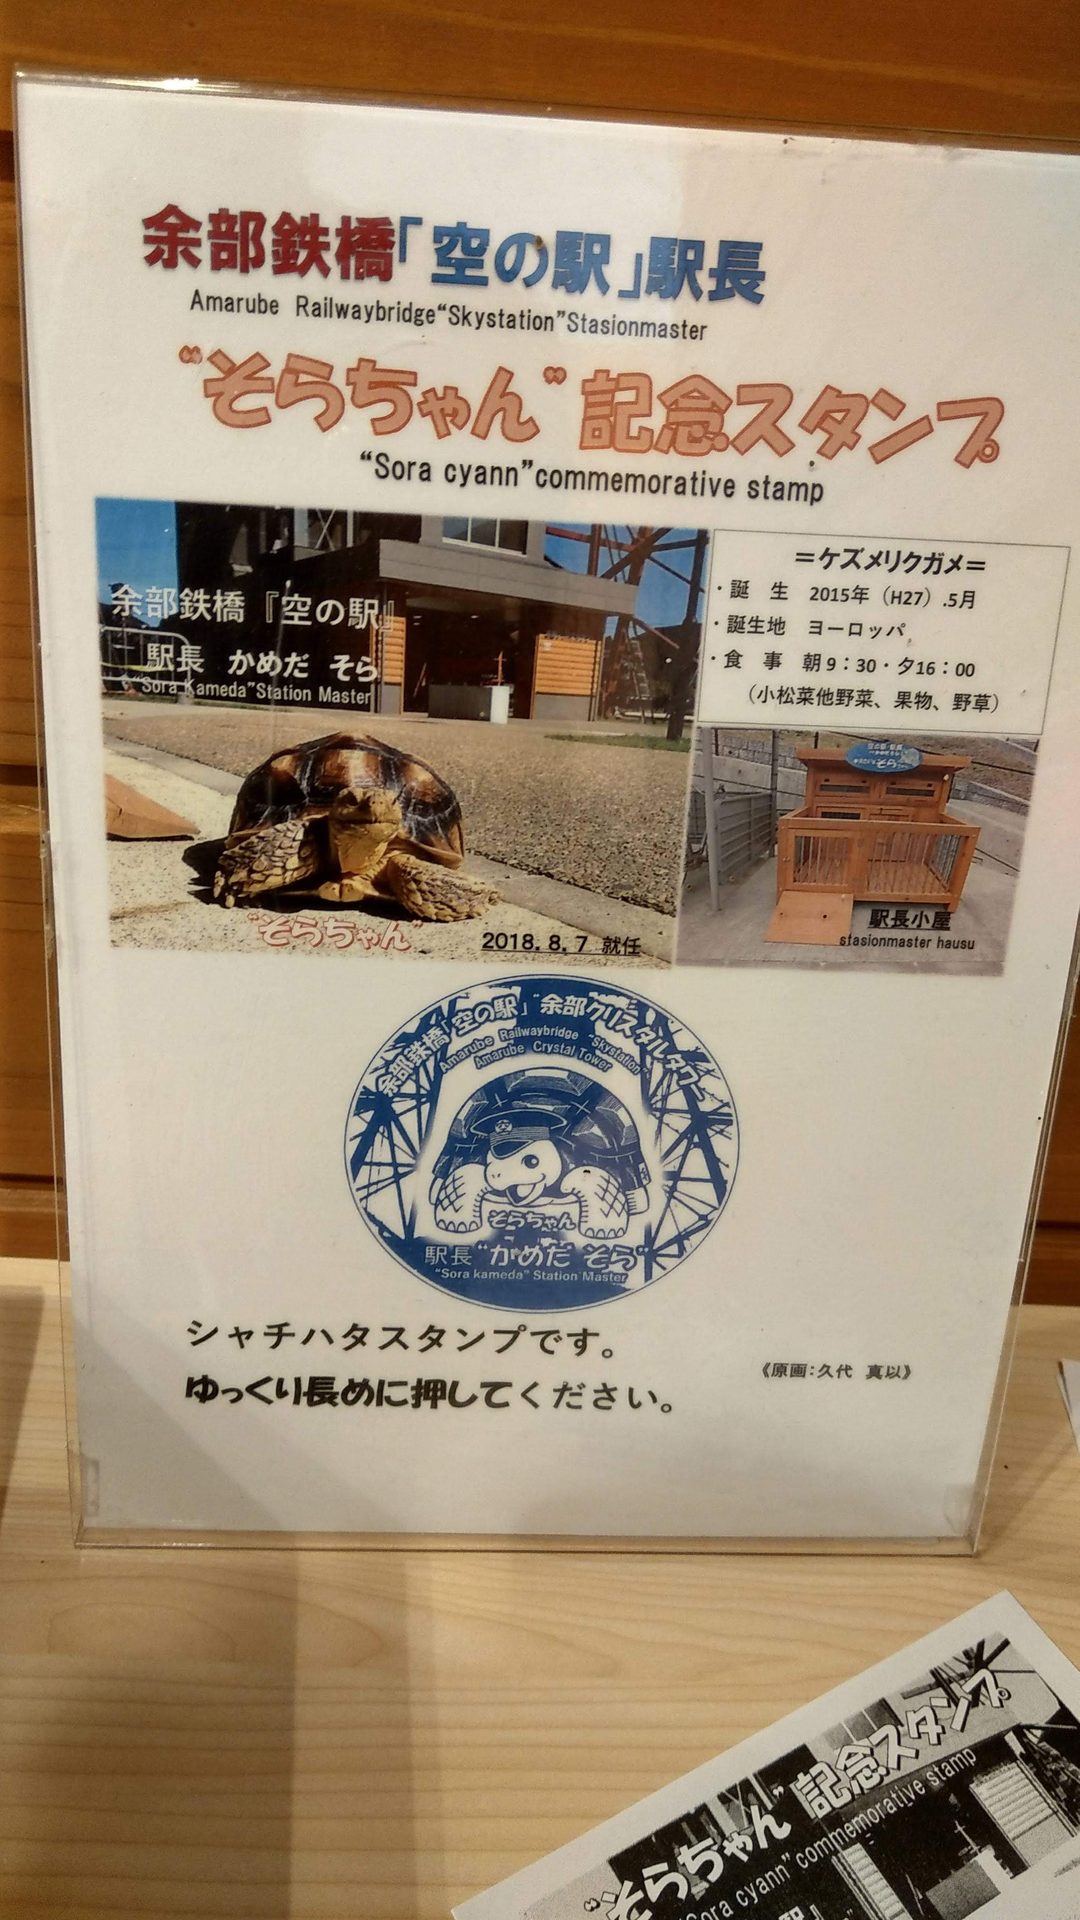 余部鉄橋「空の駅」駅長
Amarube Railwaybridge“Skystation”Stasionmaster
“そらちゃん”記念スタンプ
“Sora cyann”commemorative stamp
余部鉄橋『空の駅』
駅長 かめだ そら
“Sora Kameda”Station Master
“そらちゃん”
2018.8.7 就任
＝ケズメリクガメ＝
・誕 生 2015年（H27）.5月
・誕生地 ヨーロッパ
・食 事 朝9：30・夕16：00
（小松菜他野菜、果物、野草）
駅長小屋
stasionmaster hausu
余部鉄橋「空の駅」“余部クリスタルタワー
Amarube Railwaybridge “Skystation
Amarube Crystal Tower
空
そらちゃん
駅長“かめだ そら”
“Sora kameda” Station Master
シャチハタスタンプです。
ゆっくり長めに押してください。
《原画：久代 真以》
“そらちゃん”記念スタンプ
“Sora cyann”commemorative stamp